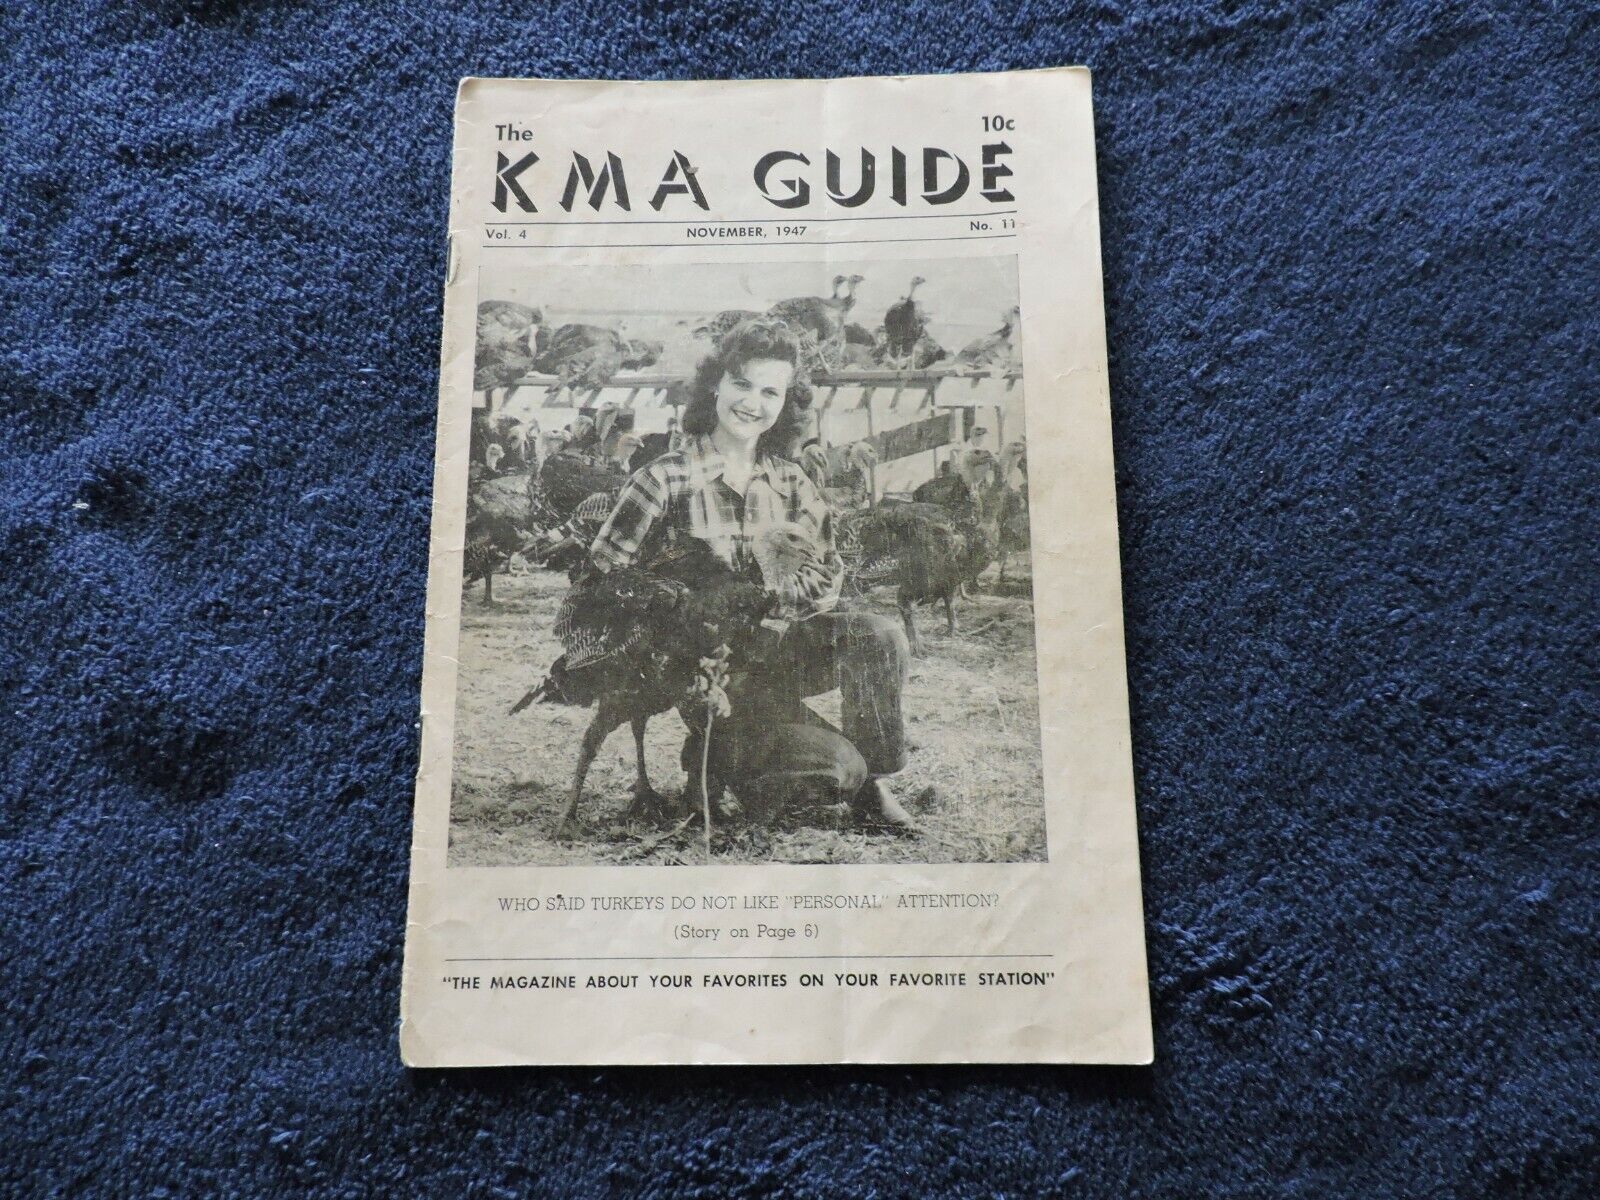 The
10c
KMA GUIDE
Vol. 4 NOVEMBER, 1947 No. 11
WHO SAID TURKEYS DO NOT LIKE "PERSONAL" ATTENTION?
(Story on Page 6)
"THE MAGAZINE ABOUT YOUR FAVORITES ON YOUR FAVORITE STATION"